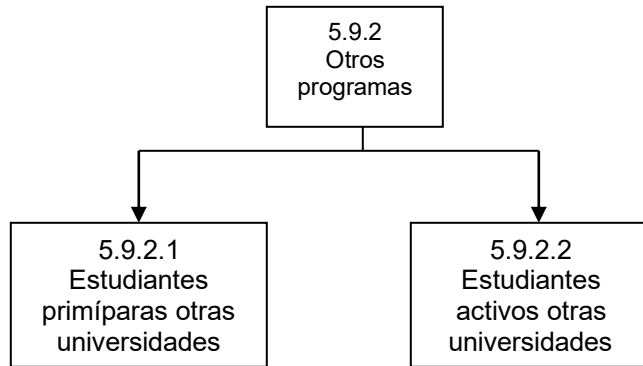 5.9.2
Otros
programas
5.9.2.1
Estudiantes
primíparas otras
universidades
5.9.2.2
Estudiantes
activos otras
universidades